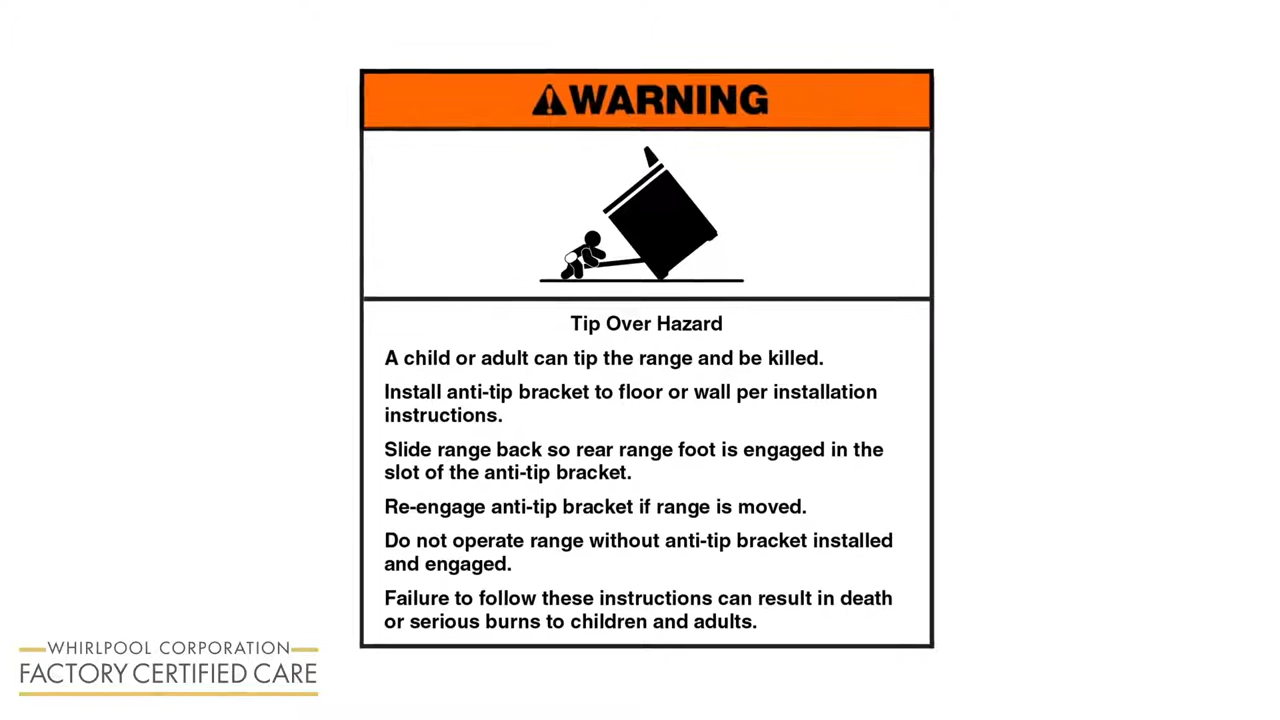 WARNING
Tip Over Hazard
A child or adult can tip the range and be killed.
Install anti-tip bracket to floor or wall per installation
instructions.
Slide range back so rear range foot is engaged in the
slot of the anti-tip bracket.
Re-engage anti-tip bracket if range is moved.
Do not operate range without anti-tip bracket installed
and engaged.
Failure to follow these instructions can result in death
or serious burns to children and adults.
WHIRLPOOL CORPORATION
FACTORY CERTIFIED CARE